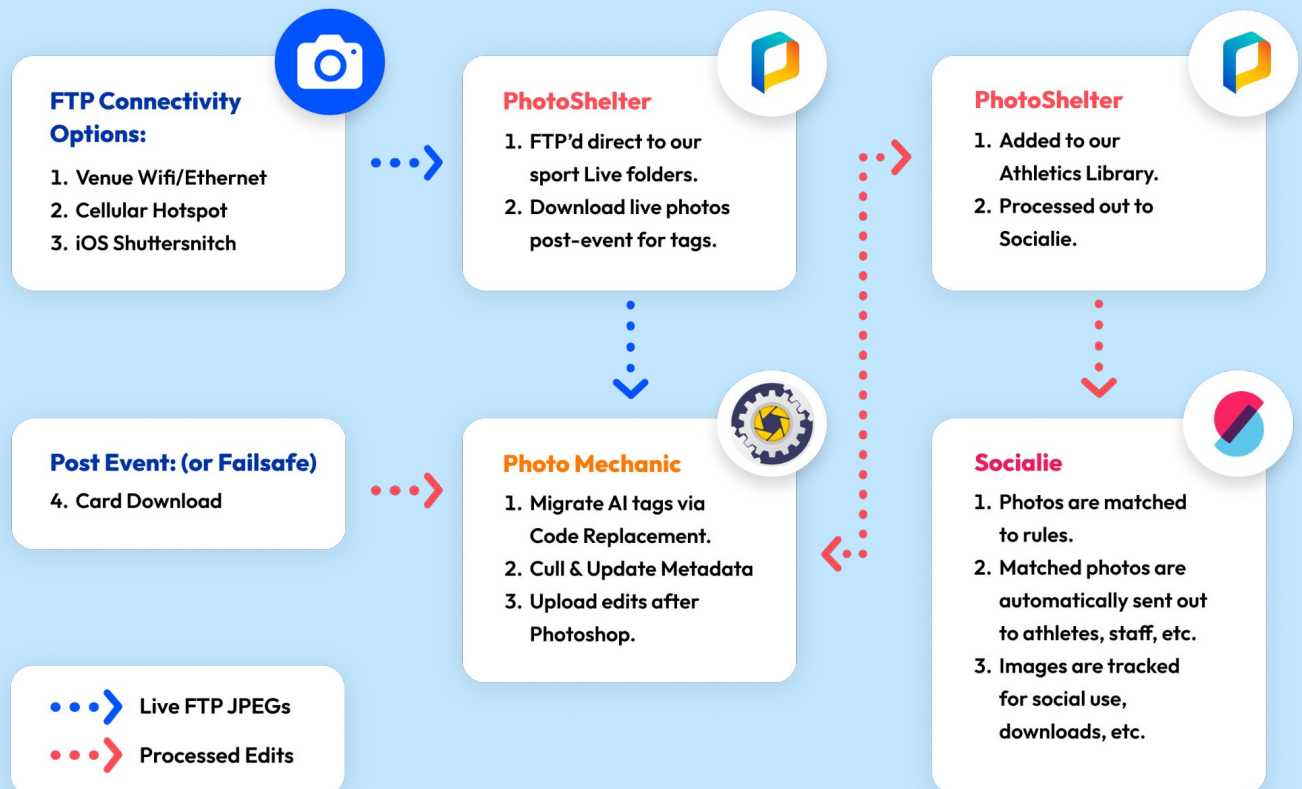 FTP Connectivity
Options:
1. Venue Wifi/Ethernet
2. Cellular Hotspot
3. iOS Shuttersnitch
PhotoShelter
1. FTP'd direct to our
sport Live folders.
2. Download live photos
post-event for tags.
PhotoShelter
1. Added to our
Athletics Library.
2. Processed out to
Socialie.
Post Event: (or Failsafe)
4. Card Download
Photo Mechanic
1. Migrate AI tags via
Code Replacement.
2. Cull & Update Metadata
3. Upload edits after
Photoshop.
Socialie
1. Photos are matched
to rules.
2. Matched photos are
automatically sent out
to athletes, staff, etc.
3. Images are tracked
for social use,
downloads, etc.
Live FTP JPEGs
Processed Edits